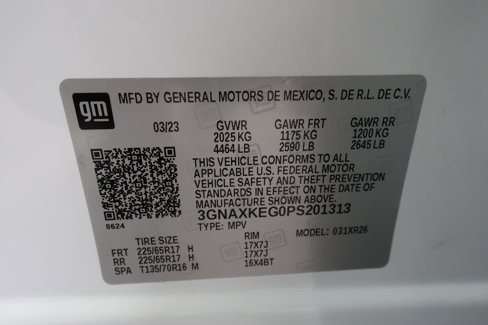 gm
MFD BY GENERAL MOTORS DE MEXICO, S. DE R.L. DE C.V.
03/23 GVWR GAWR FRT GAWR RR
2025 KG 1175 KG 1200 KG
4464 LB 2590 LB 2645 LB
THIS VEHICLE CONFORMS TO ALL
APPLICABLE U.S. FEDERAL MOTOR
VEHICLE SAFETY AND THEFT PREVENTION
STANDARDS IN EFFECT ON THE DATE OF
MANUFACTURE SHOWN ABOVE.
3GNAXKEG0PS201313
8624 TYPE: MPV MODEL: 031XR26
TIRE SIZE RIM
FRT 225/65R17 H 17X7J
RR 225/65R17 H 17X7J
SPA T135/70R16 M 16X4BT